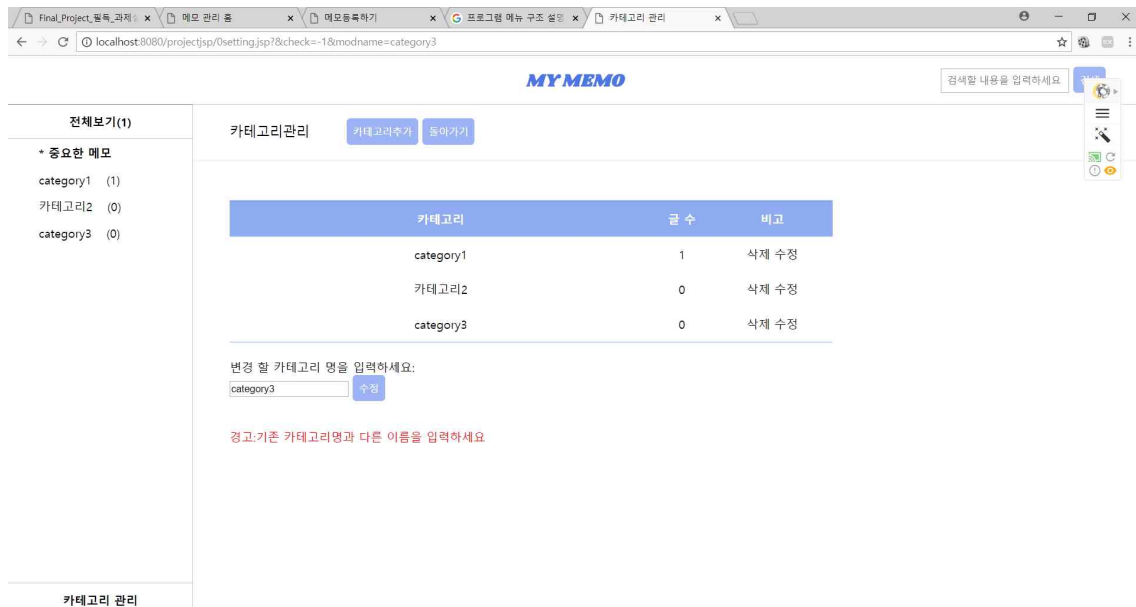 Final_Project_필독_과제
메모 관리 홈
메모등록하기
프로그램 메뉴 구조 설명
카테고리 관리
localhost:8080/projectjsp/0setting.jsp?&check=-1&modname=category3
MY MEMO
검색할 내용을 입력하세요
전체보기(1)
* 중요한 메모
category1 (1)
카테고리2 (0)
category3 (0)
카테고리관리 카테고리추가 돌아가기
카테고리 글 수 비고
category1 1 삭제 수정
카테고리2 0 삭제 수정
category3 0 삭제 수정
변경 할 카테고리 명을 입력하세요:
category3 수정
경고:기존 카테고리명과 다른 이름을 입력하세요
카테고리 관리